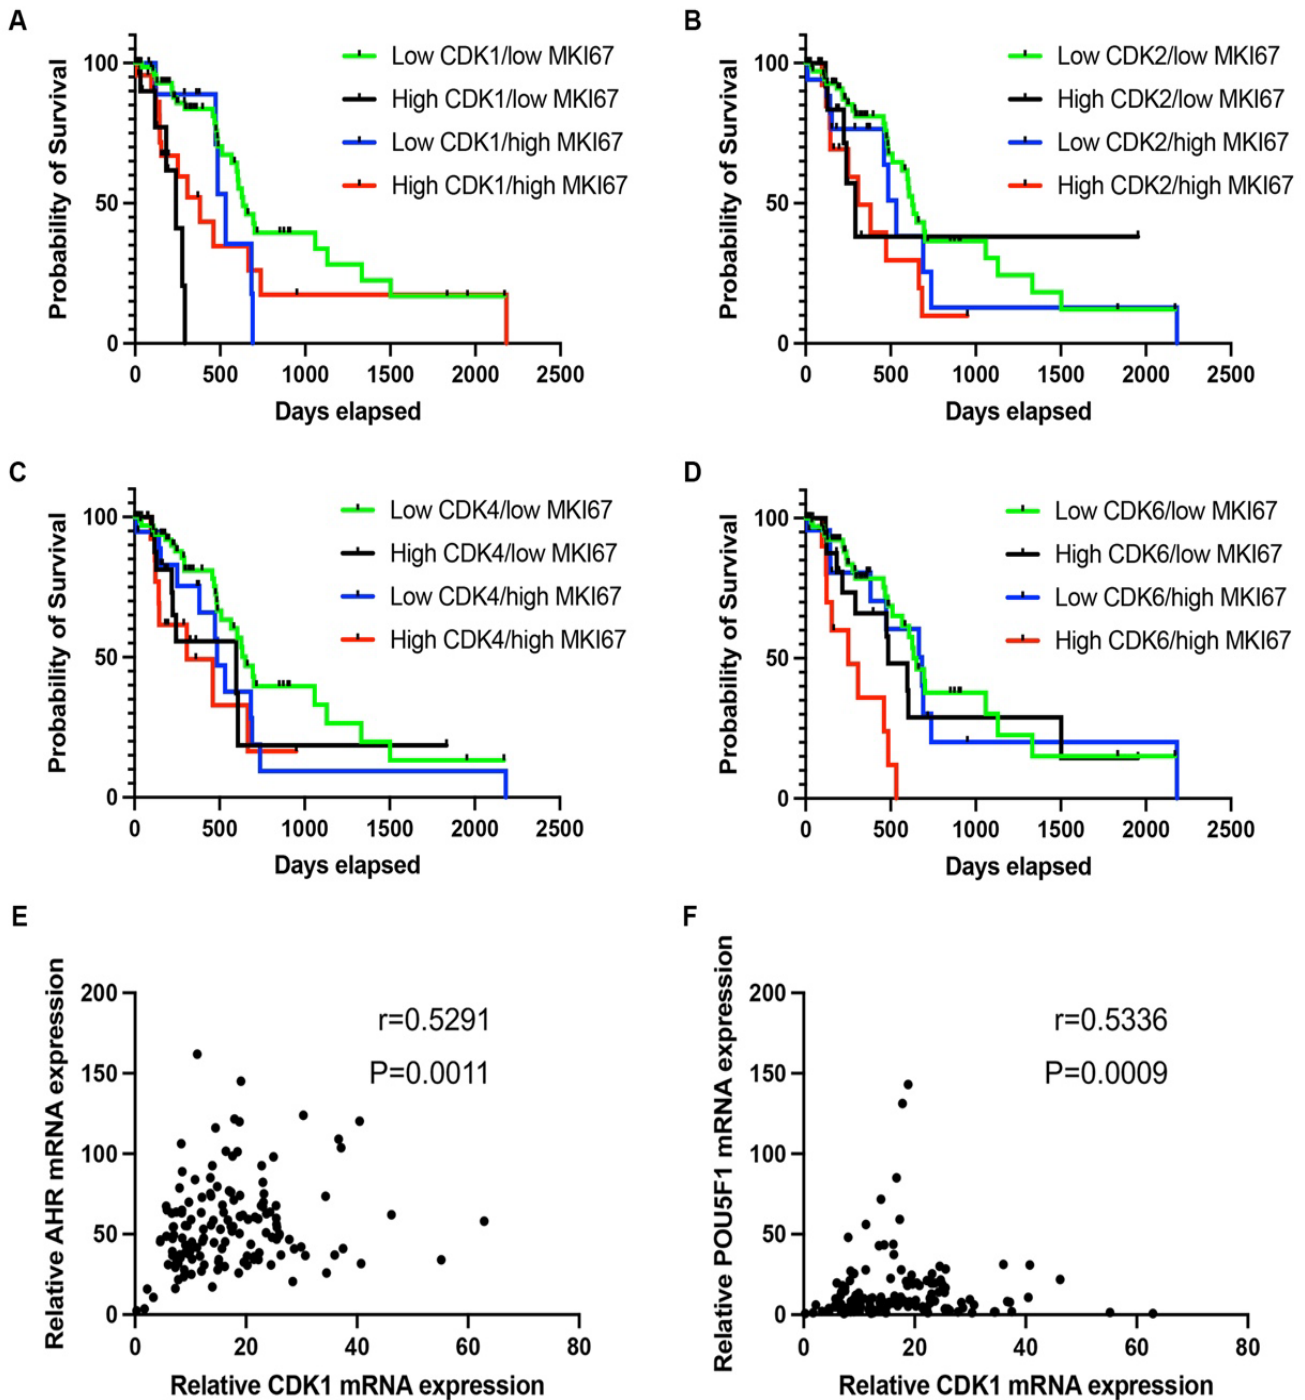 A
Probability of Survival
100
50
0
0 500 1000 1500 2000 2500
Days elapsed
Low CDK1/low MKI67
High CDK1/low MKI67
Low CDK1/high MKI67
High CDK1/high MKI67
B
Probability of Survival
100
50
0
0 500 1000 1500 2000 2500
Days elapsed
Low CDK2/low MKI67
High CDK2/low MKI67
Low CDK2/high MKI67
High CDK2/high MKI67
C
Probability of Survival
100
50
0
0 500 1000 1500 2000 2500
Days elapsed
Low CDK4/low MKI67
High CDK4/low MKI67
Low CDK4/high MKI67
High CDK4/high MKI67
D
Probability of Survival
100
50
0
0 500 1000 1500 2000 2500
Days elapsed
Low CDK6/low MKI67
High CDK6/low MKI67
Low CDK6/high MKI67
High CDK6/high MKI67
E
Relative AHR mRNA expression
200
150
100
50
0
0 20 40 60 80
Relative CDK1 mRNA expression
r=0.5291
P=0.0011
F
Relative POU5F1 mRNA expression
200
150
100
50
0
0 20 40 60 80
Relative CDK1 mRNA expression
r=0.5336
P=0.0009